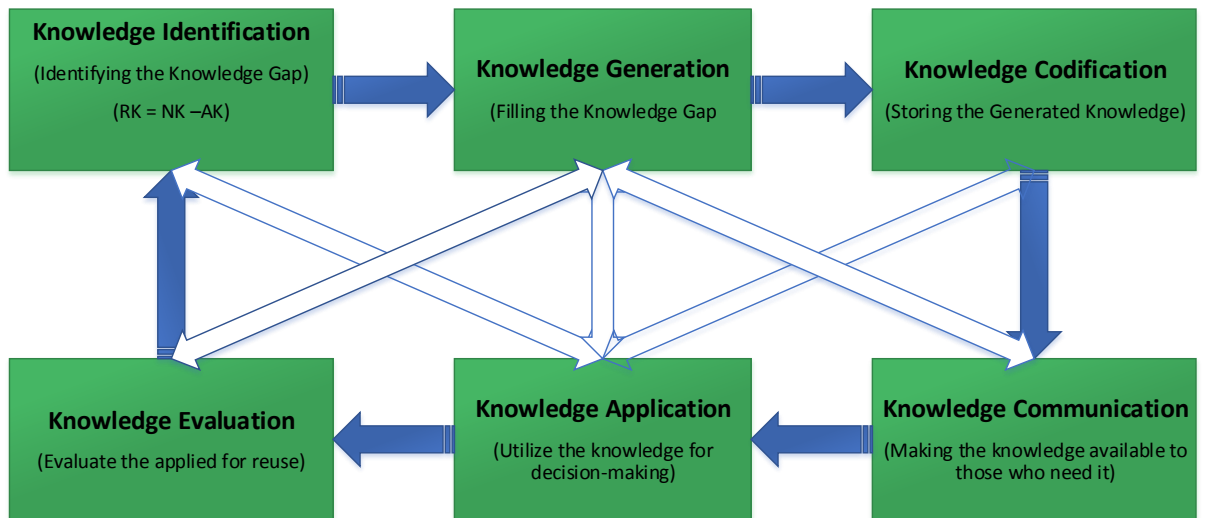 Knowledge Identification
(Identifying the Knowledge Gap)
(RK = NK –AK)
Knowledge Generation
(Filling the Knowledge Gap
Knowledge Codification
(Storing the Generated Knowledge)
Knowledge Evaluation
(Evaluate the applied for reuse)
Knowledge Application
(Utilize the knowledge for
decision-making)
Knowledge Communication
(Making the knowledge available to
those who need it)